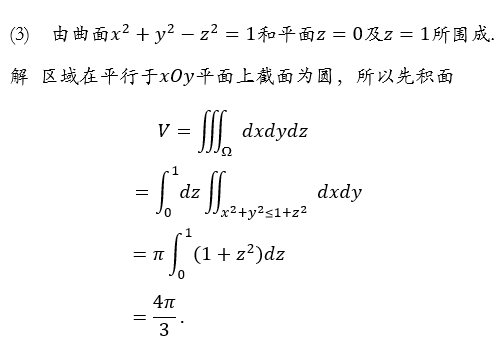 (3) 由曲面x² + y² − z² = 1和平面z = 0及z = 1所围成.
解 区域在平行于xOy平面上截面为圆，所以先积面
V = ∭_Ω dxdydz
= ∫₀¹ dz ∬_{x²+y²≤1+z²} dxdy
= π ∫₀¹ (1 + z²)dz
= 4π/3 .